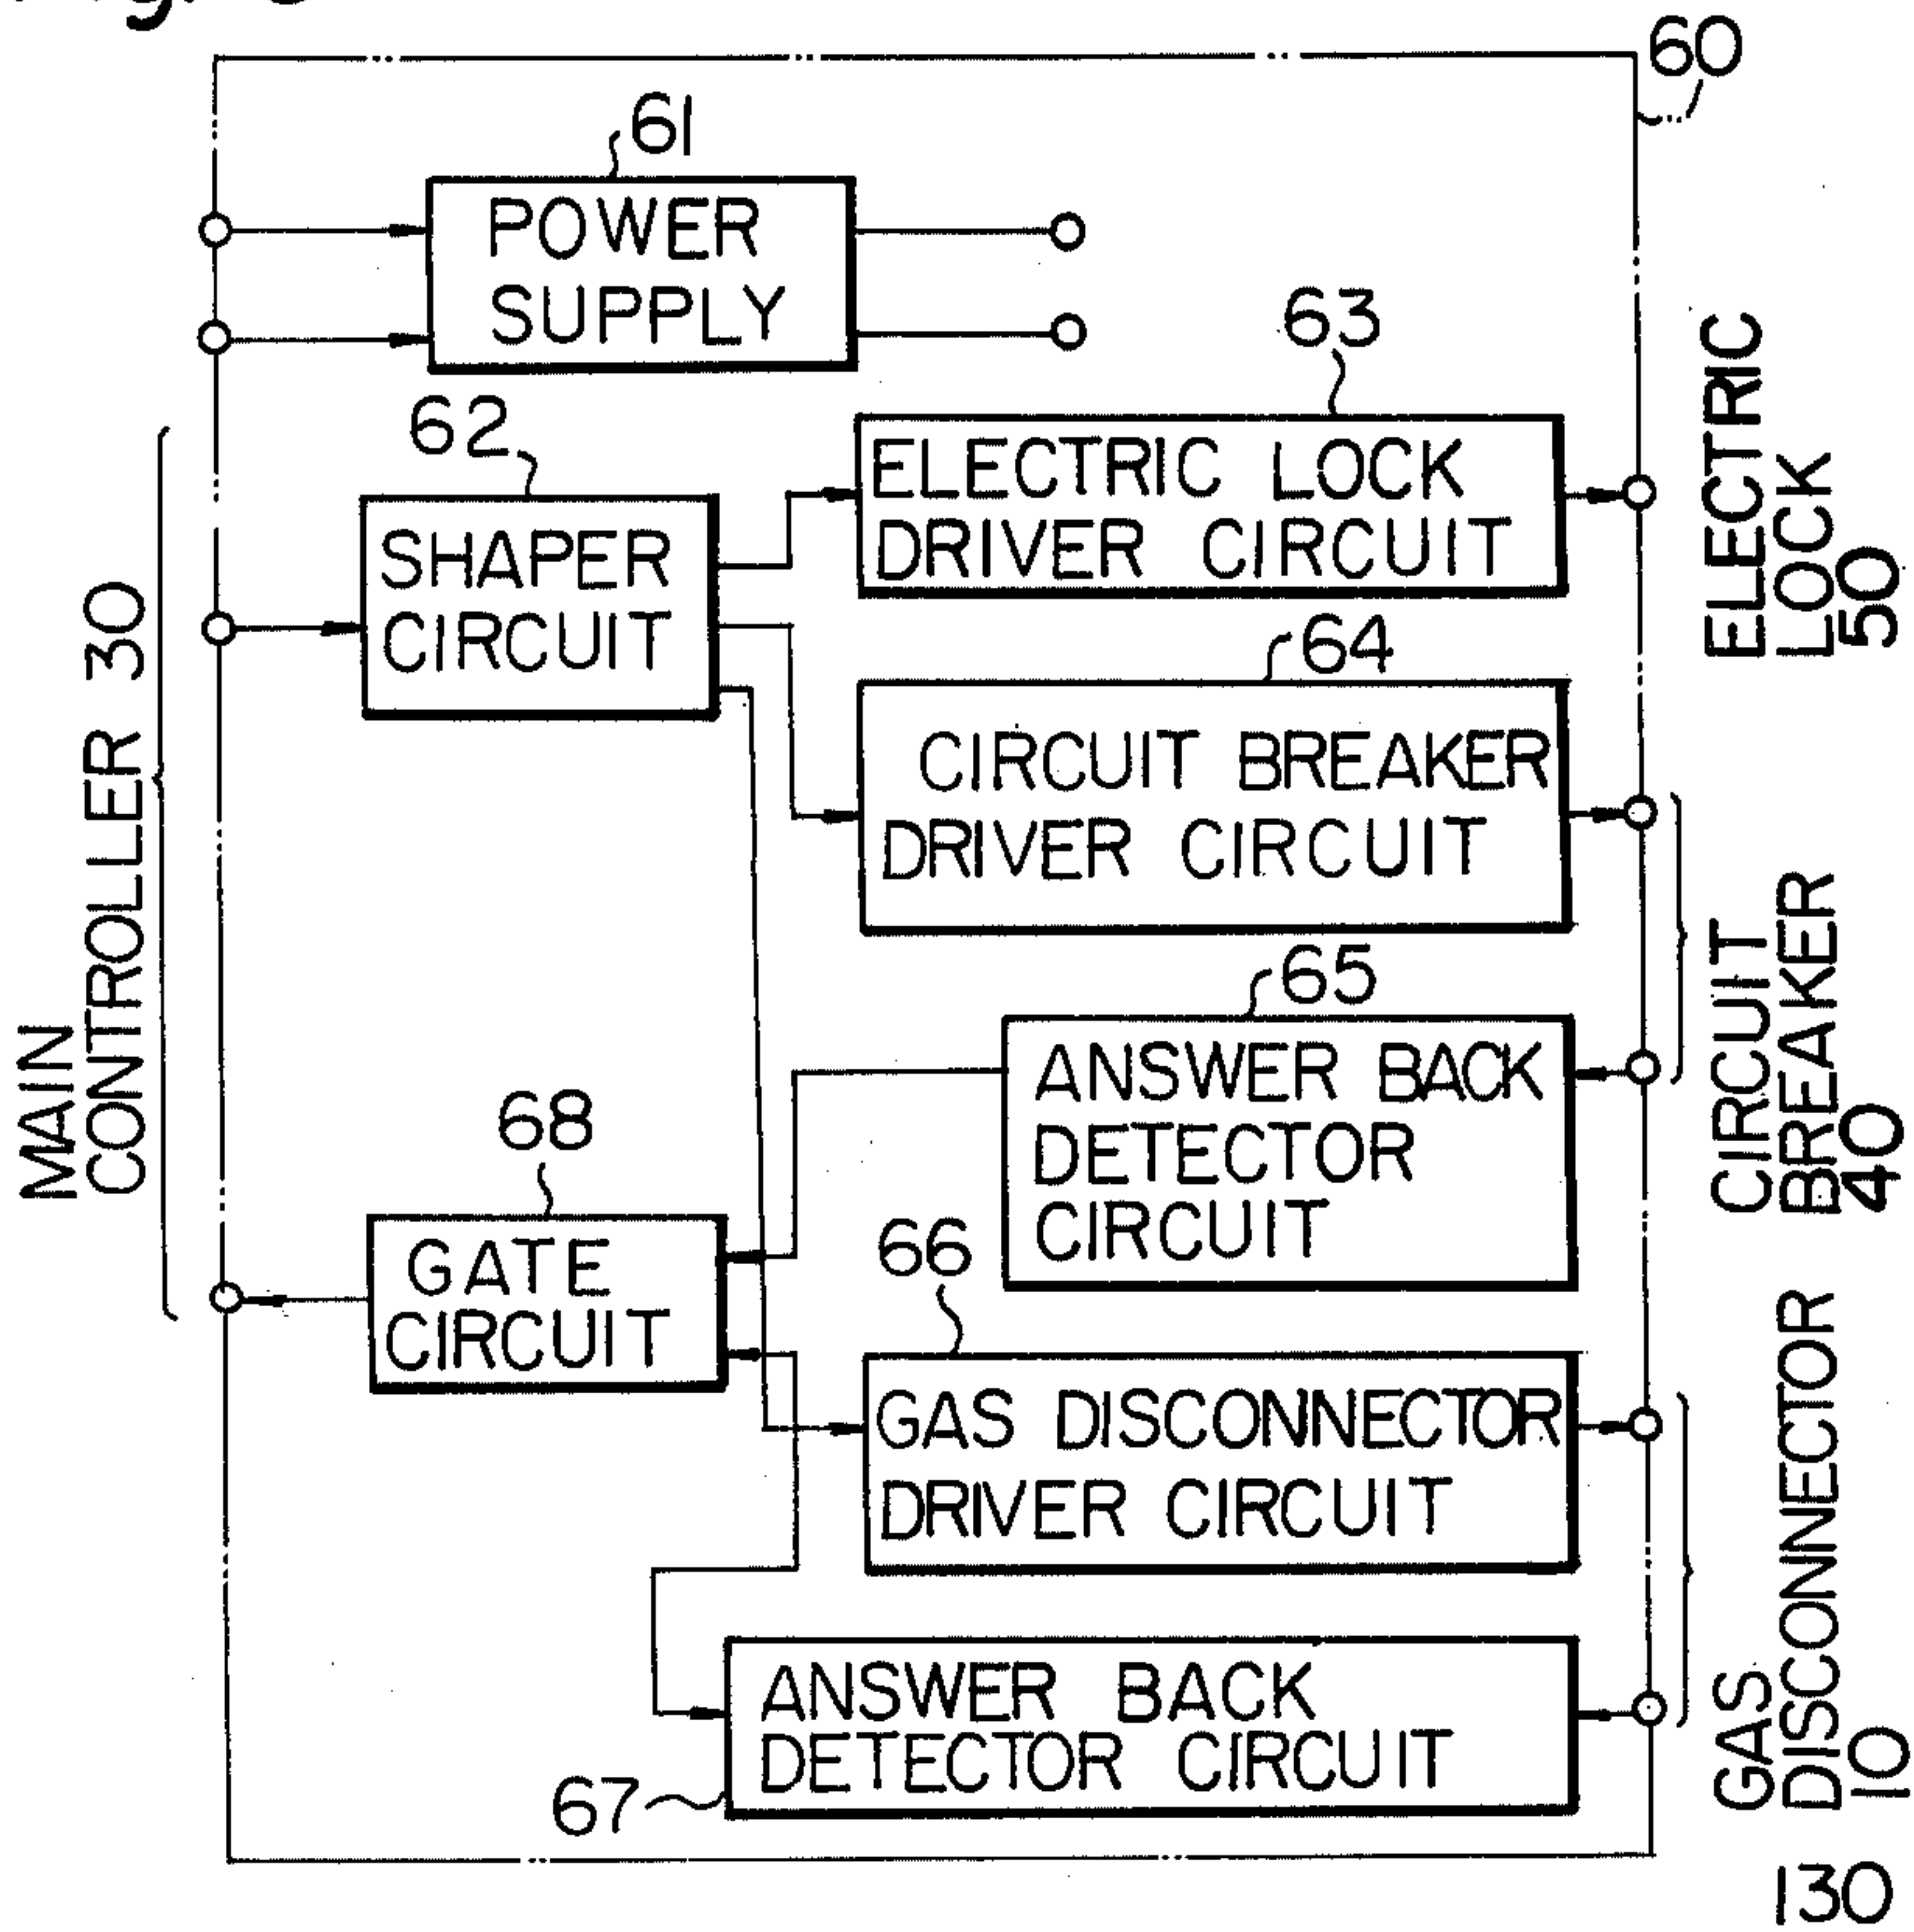 60
61
POWER
SUPPLY
62
63
SHAPER
CIRCUIT
ELECTRIC LOCK
DRIVER CIRCUIT
64
CIRCUIT BREAKER
DRIVER CIRCUIT
65
ANSWER BACK
DETECTOR
CIRCUIT
68
GATE
CIRCUIT
66
GAS DISCONNECTOR
DRIVER CIRCUIT
67
ANSWER BACK
DETECTOR CIRCUIT
MAIN
CONTROLLER 30
ELECTRIC
LOCK
50
CIRCUIT
BREAKER
40
GAS
DISCONNECTOR
10
130